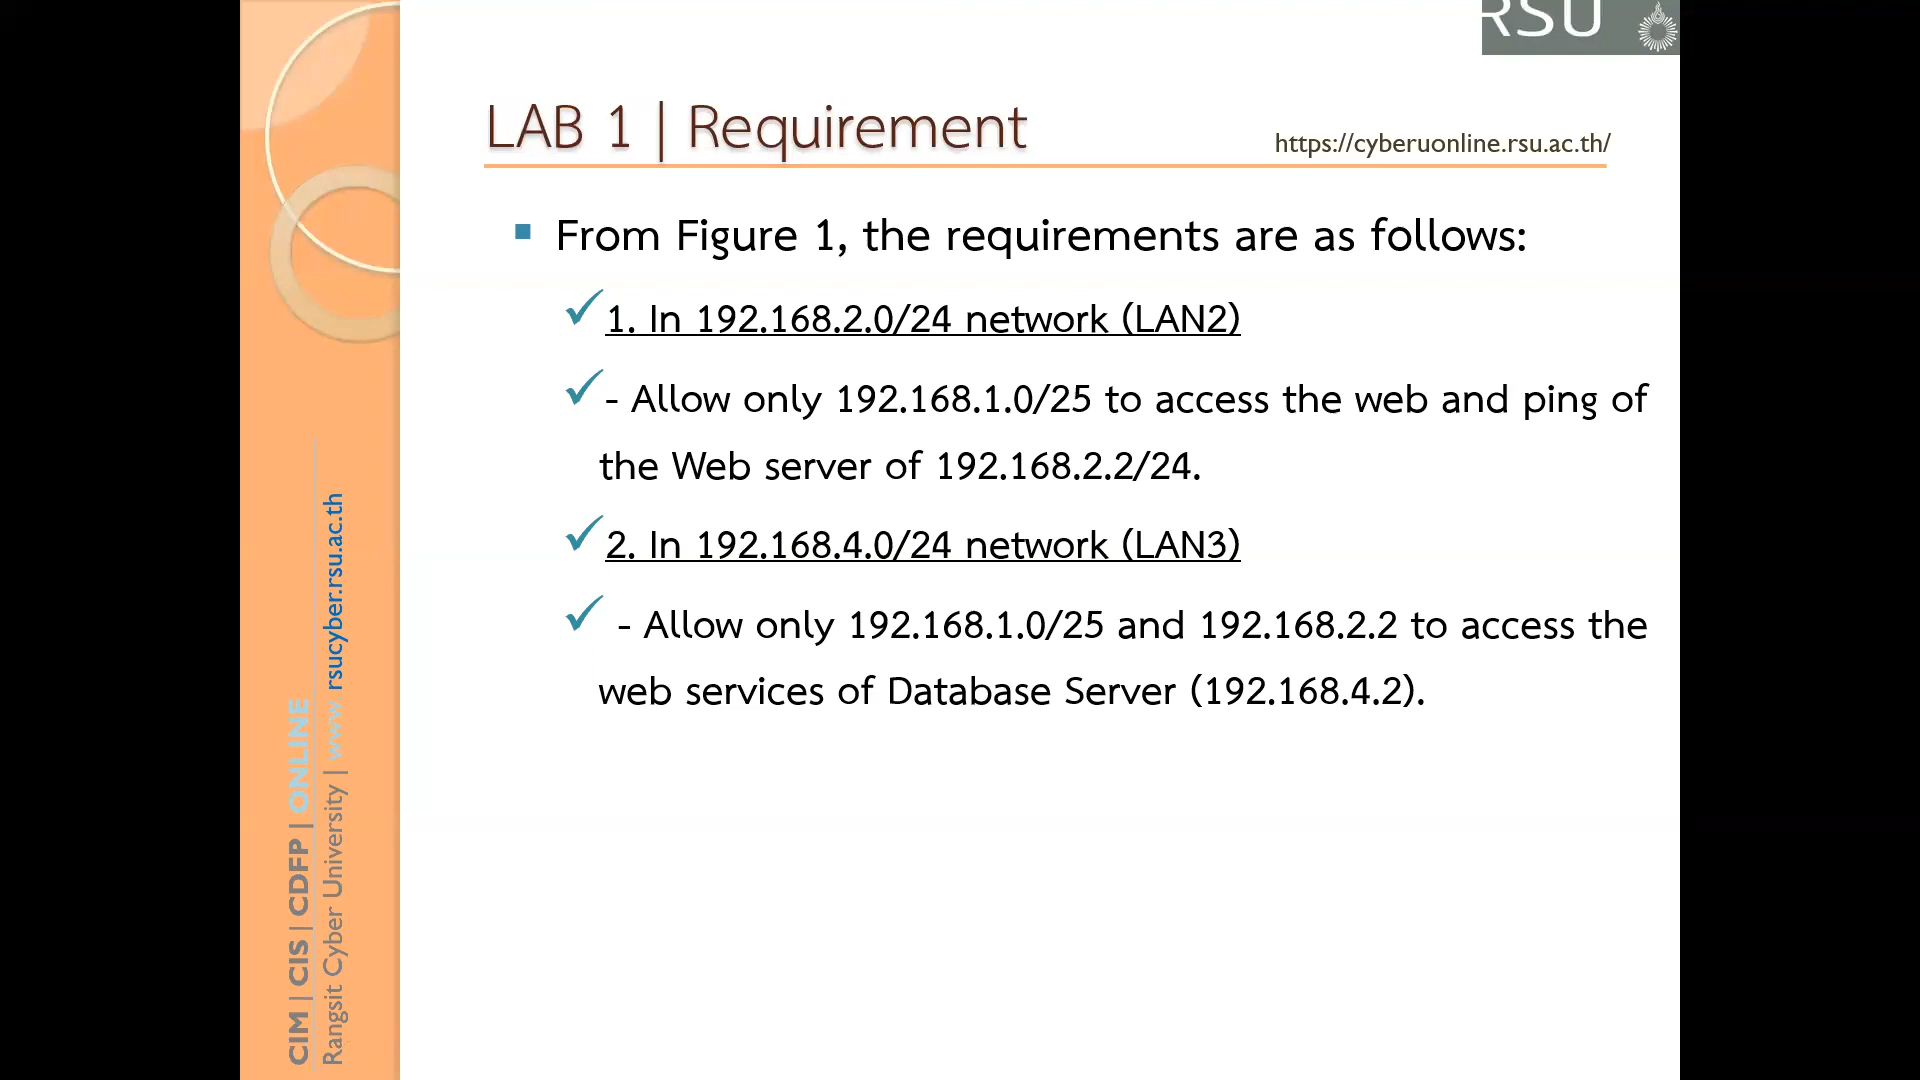 RSU
LAB 1 | Requirement
https://cyberuonline.rsu.ac.th/
From Figure 1, the requirements are as follows:
1. In 192.168.2.0/24 network (LAN2)
- Allow only 192.168.1.0/25 to access the web and ping of
the Web server of 192.168.2.2/24.
2. In 192.168.4.0/24 network (LAN3)
- Allow only 192.168.1.0/25 and 192.168.2.2 to access the
web services of Database Server (192.168.4.2).
CIM | CIS | CDFP | ONLINE
Rangsit Cyber University | www.rsucyber.rsu.ac.th